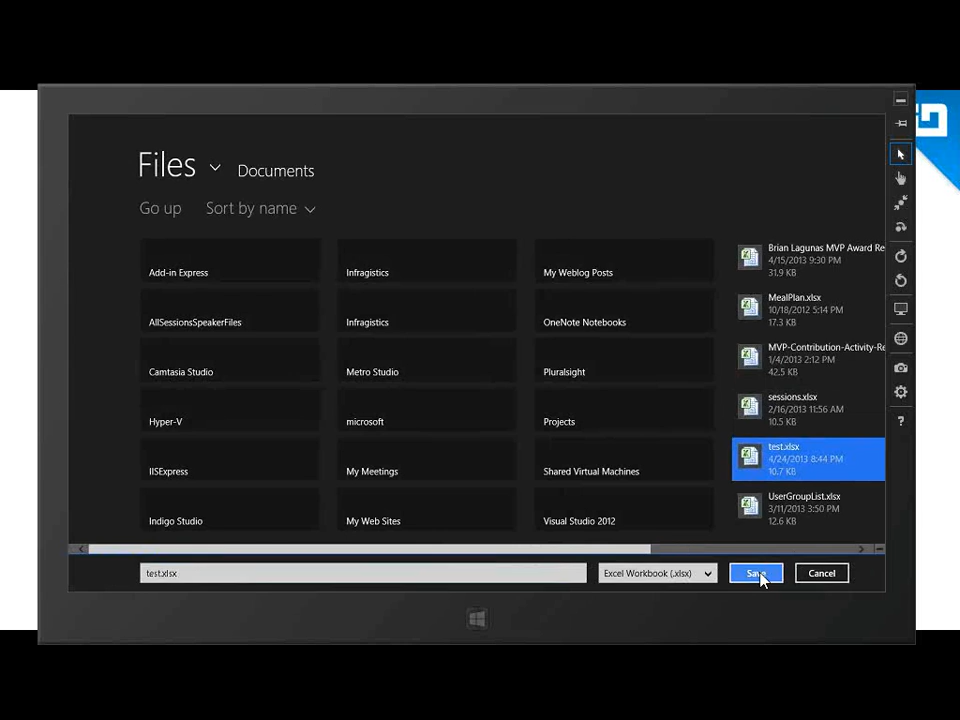 Files
Documents
Go up
Sort by name
Add-in Express
AllSessionsSpeakerFiles
Camtasia Studio
Hyper-V
IISExpress
Indigo Studio
Infragistics
Infragistics
Metro Studio
microsoft
My Meetings
My Web Sites
My Weblog Posts
OneNote Notebooks
Pluralsight
Projects
Shared Virtual Machines
Visual Studio 2012
Brian Lagunas MVP Award Re
4/15/2013 9:30 PM
31.9 KB
MealPlan.xlsx
10/18/2012 5:14 PM
17.3 KB
MVP-Contribution-Activity-Re
1/4/2013 2:12 PM
42.5 KB
sessions.xlsx
2/16/2013 11:56 AM
10.5 KB
test.xlsx
4/24/2013 8:44 PM
10.7 KB
UserGroupList.xlsx
3/11/2013 3:50 PM
12.6 KB
test.xlsx
Excel Workbook (.xlsx)
Save
Cancel
?